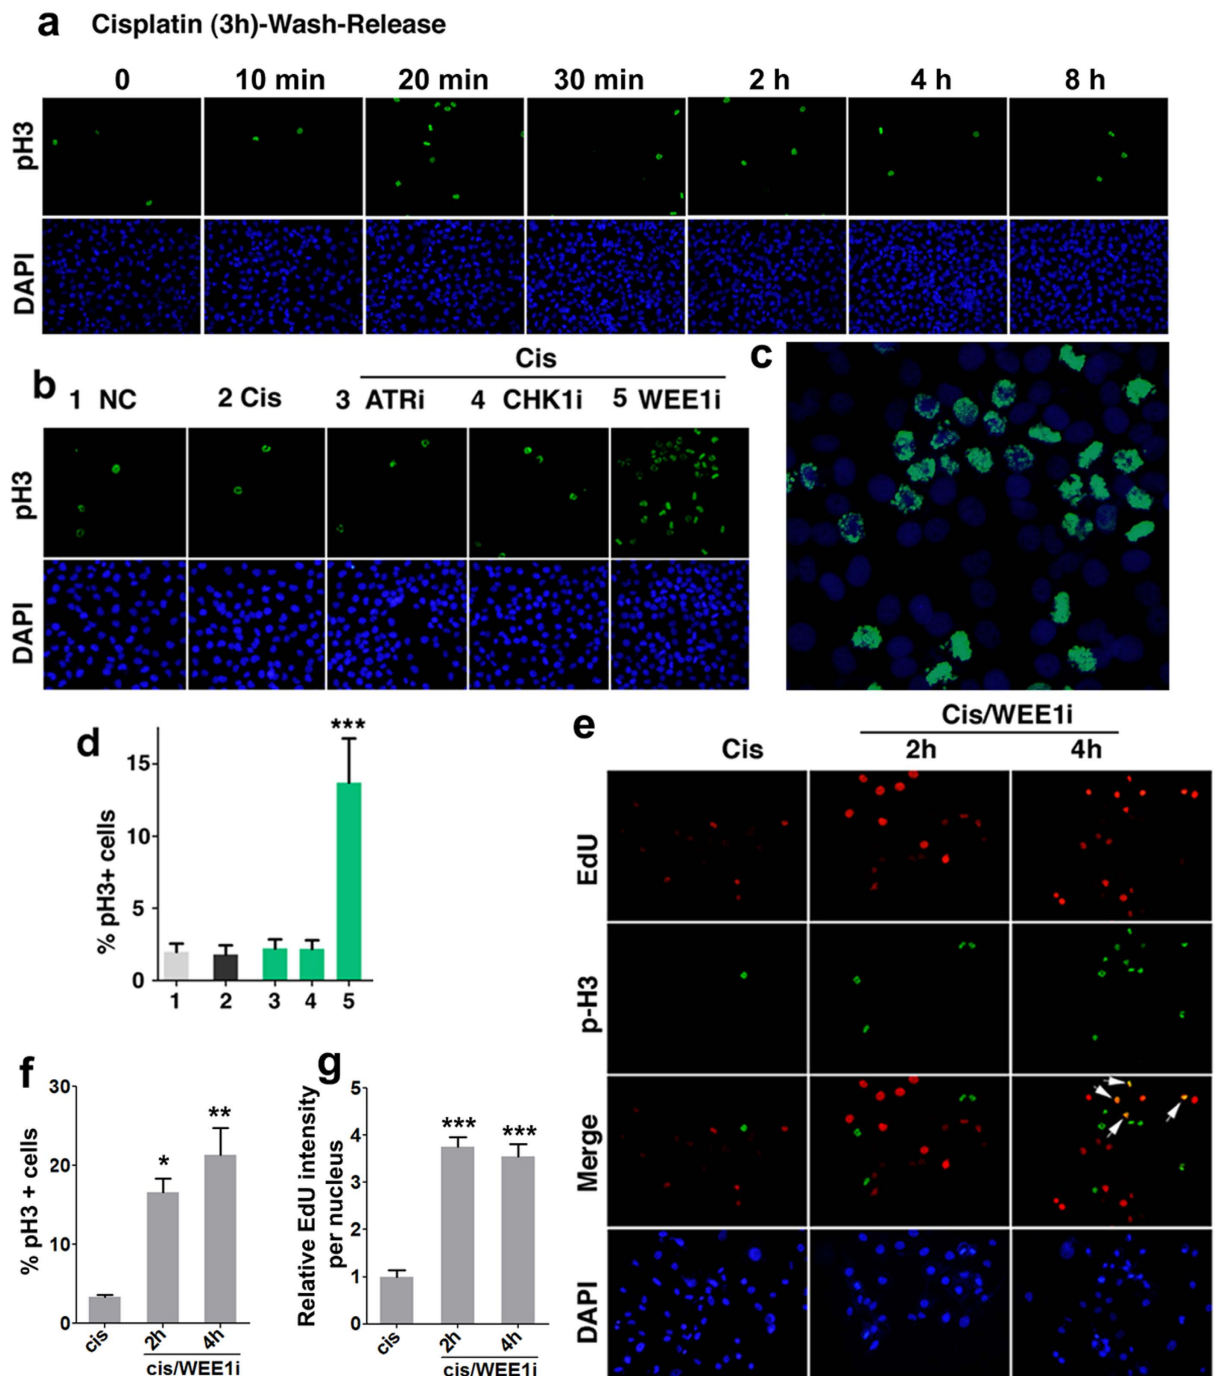 a Cisplatin (3h)-Wash-Release
0 10 min 20 min 30 min 2 h 4 h 8 h
pH3
DAPI
b
Cis
1 NC 2 Cis 3 ATRi 4 CHK1i 5 WEE1i
pH3
DAPI
c
d
***
% pH3+ cells
15
10
5
0
1 2 3 4 5
e
Cis/WEE1i
Cis 2h 4h
EdU
p-H3
Merge
DAPI
f
% pH3 + cells
30
20
10
0
*
**
cis 2h 4h
cis/WEE1i
g
Relative EdU intensity
per nucleus
5
4
3
2
1
0
***
***
cis 2h 4h
cis/WEE1i